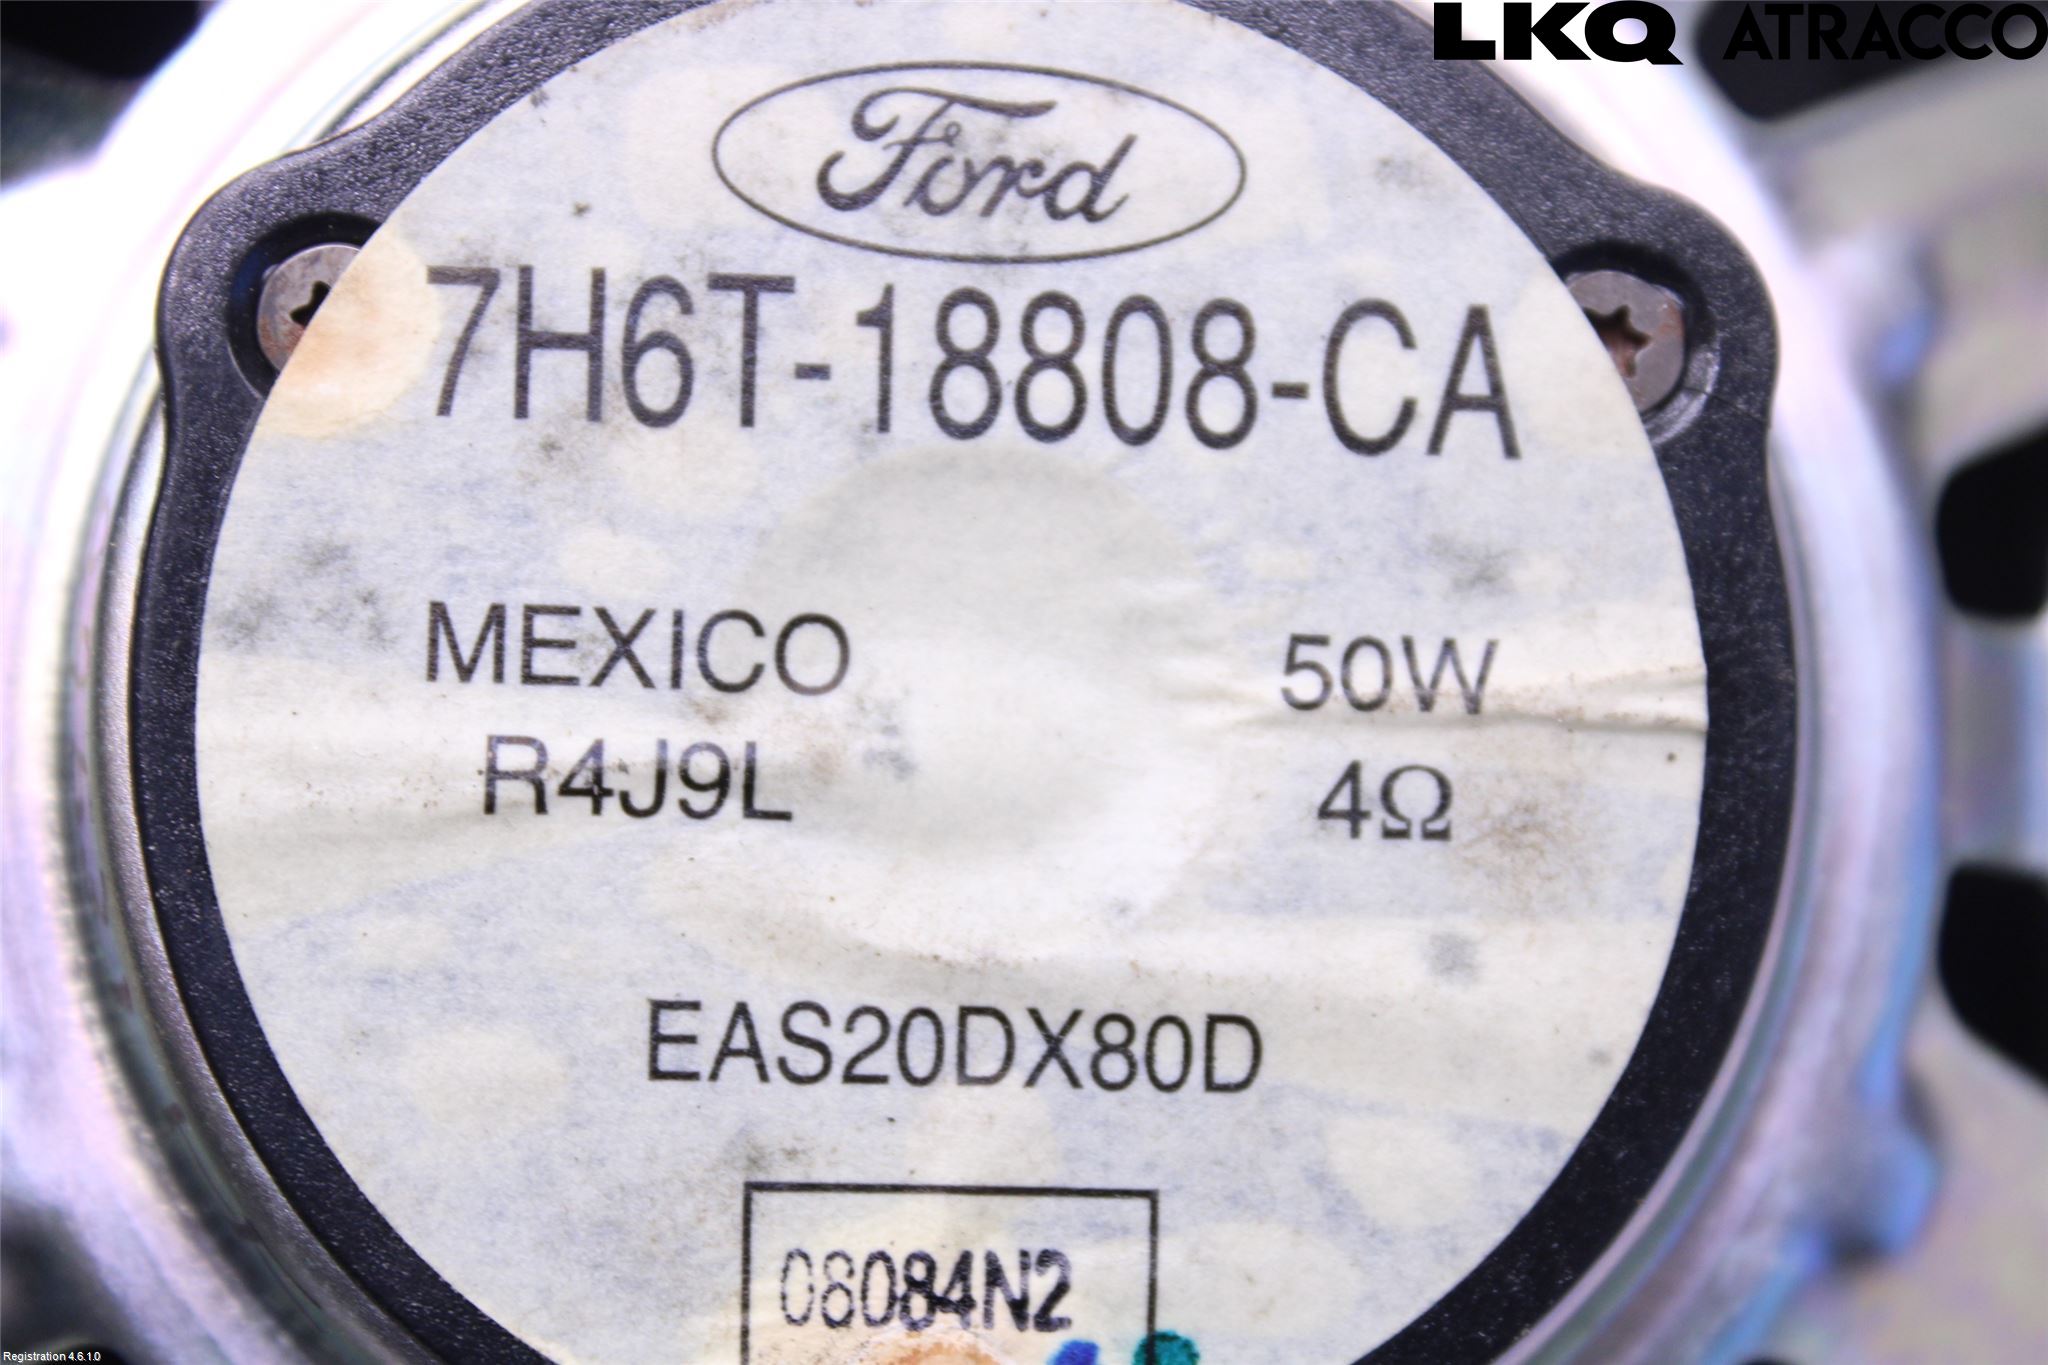 LKQ ATRACCO
Ford
7H6T-18808-CA
MEXICO
50W
R4J9L
4Ω
EAS20DX80D
08084N2
Registration 4.6.1.0